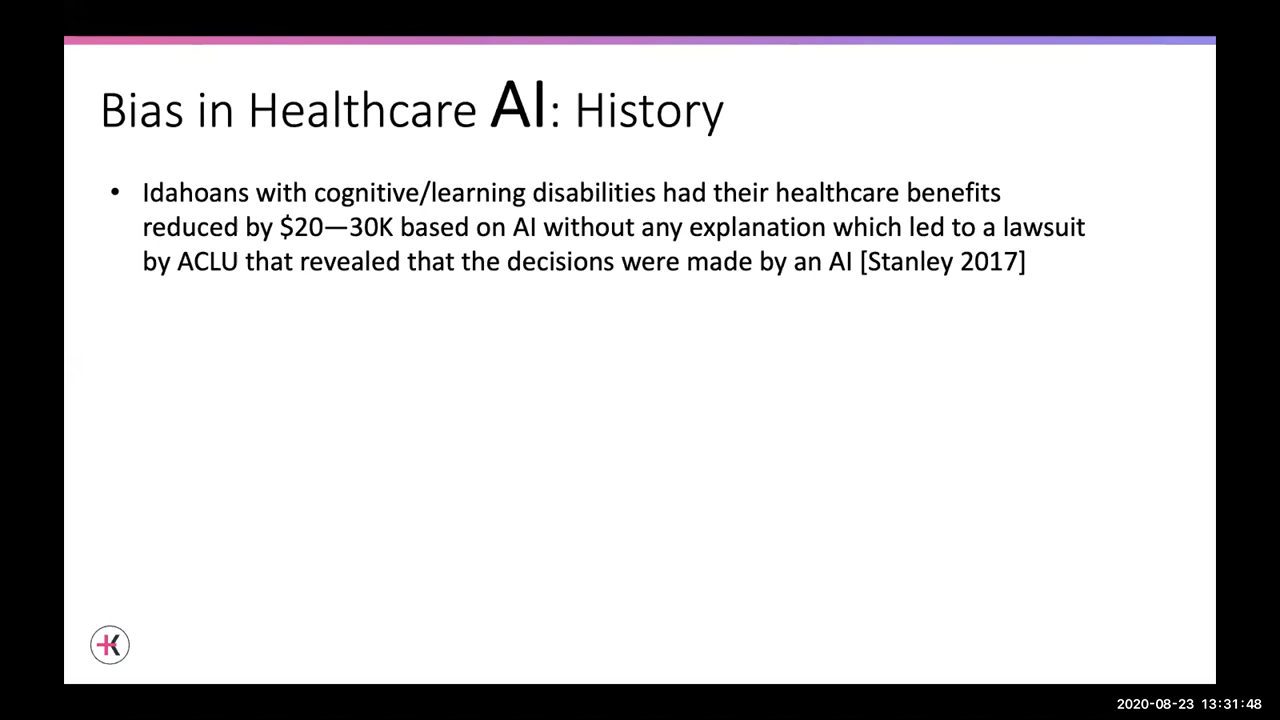 Bias in Healthcare AI: History
• Idahoans with cognitive/learning disabilities had their healthcare benefits
reduced by $20—30K based on AI without any explanation which led to a lawsuit
by ACLU that revealed that the decisions were made by an AI [Stanley 2017]
K
2020-08-23 13:31:48